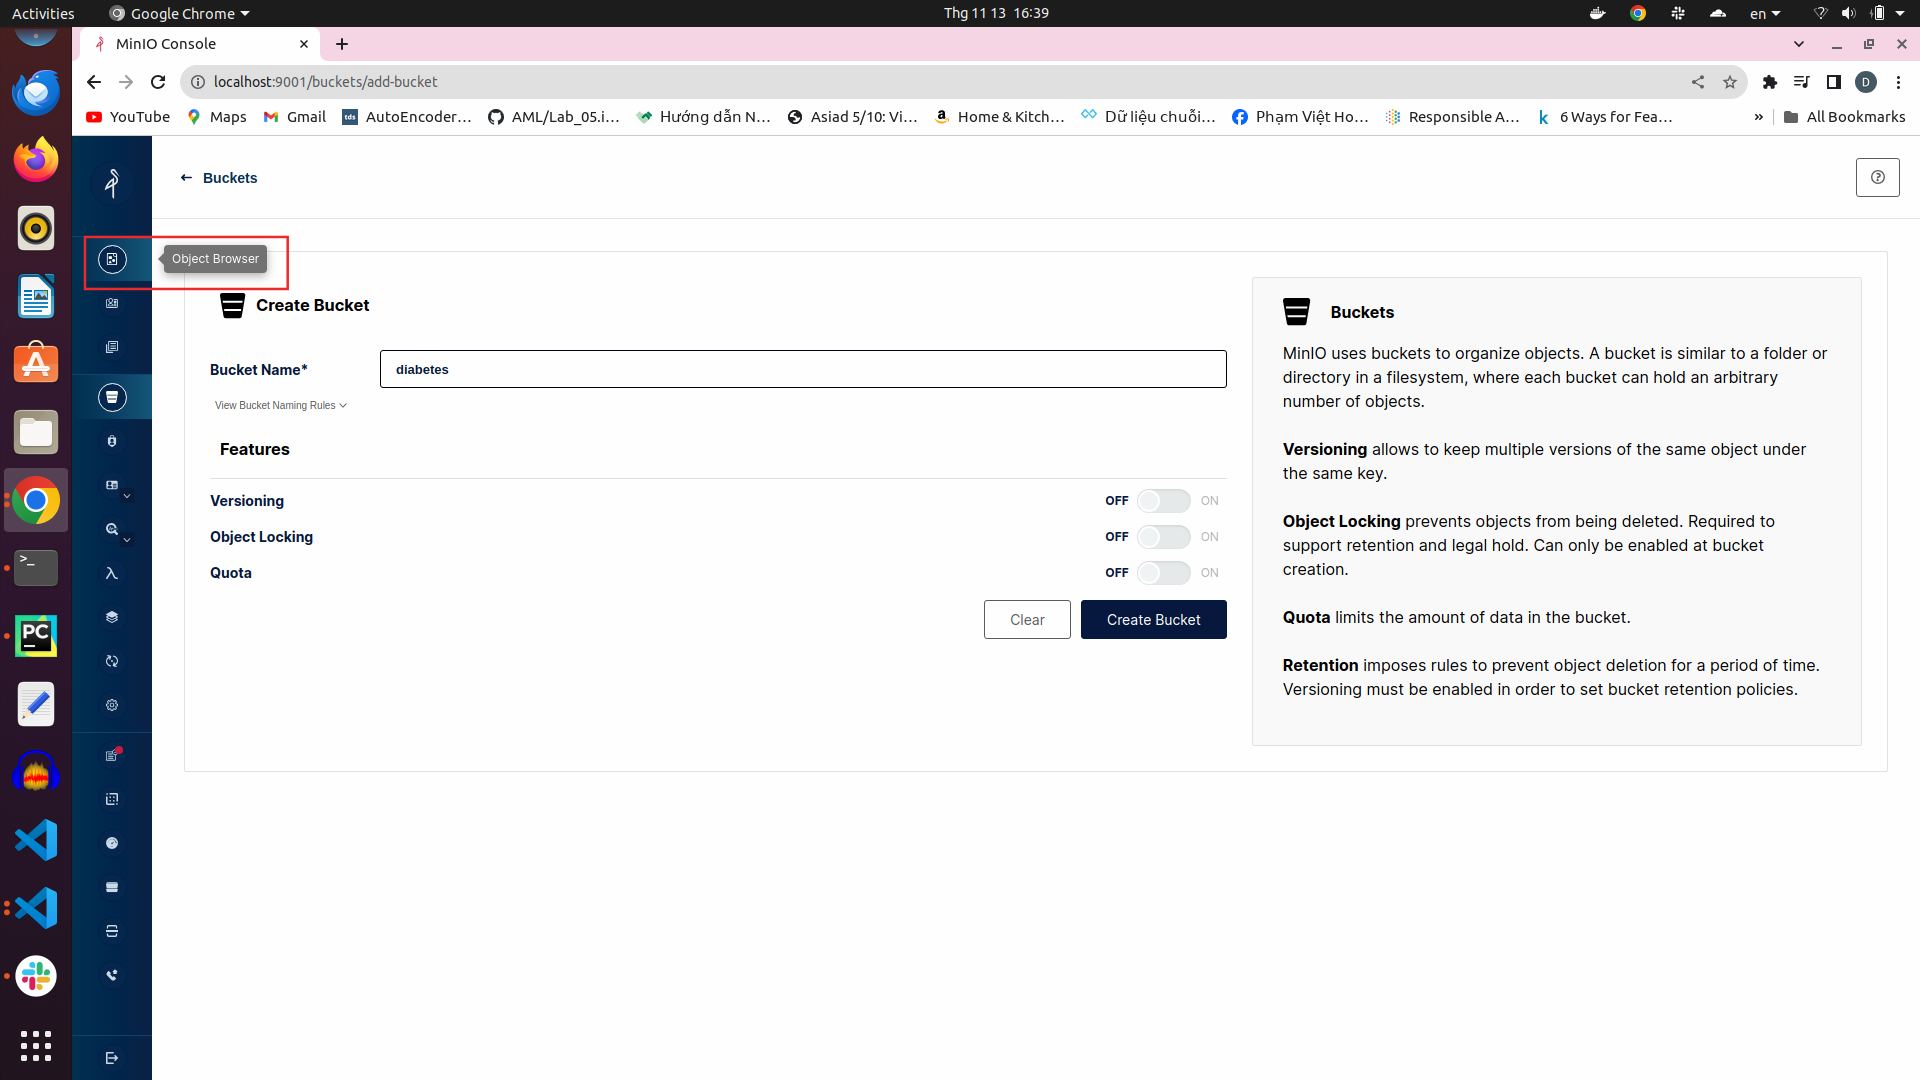 Activities
Google Chrome
Thg 11 13 16:39
en
MinIO Console
localhost:9001/buckets/add-bucket
D
YouTube
Maps
Gmail
tds AutoEncoder...
AML/Lab_05.i...
Hướng dẫn N...
Asiad 5/10: Vi...
Home & Kitch...
Dữ liệu chuỗi...
Phạm Việt Ho...
Responsible A...
6 Ways for Fea...
» All Bookmarks
Buckets
Object Browser
Create Bucket
Bucket Name*
diabetes
View Bucket Naming Rules
Features
Versioning
OFF ON
Object Locking
OFF ON
Quota
OFF ON
Clear
Create Bucket
Buckets
MinIO uses buckets to organize objects. A bucket is similar to a folder or
directory in a filesystem, where each bucket can hold an arbitrary
number of objects.
Versioning allows to keep multiple versions of the same object under
the same key.
Object Locking prevents objects from being deleted. Required to
support retention and legal hold. Can only be enabled at bucket
creation.
Quota limits the amount of data in the bucket.
Retention imposes rules to prevent object deletion for a period of time.
Versioning must be enabled in order to set bucket retention policies.
PC